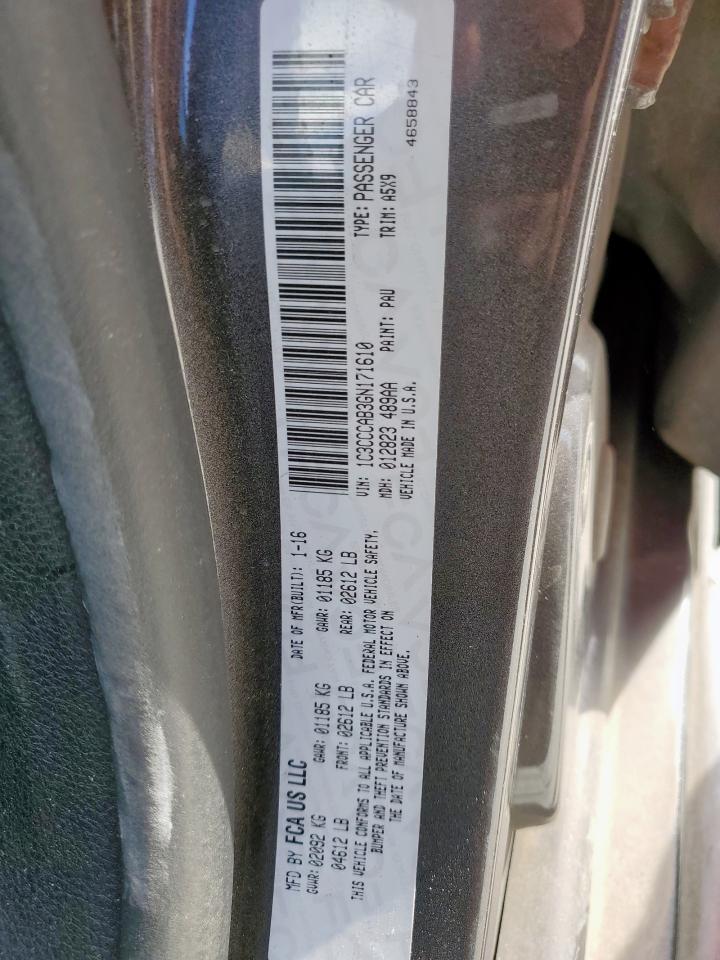 MFD BY FCA US LLC
DATE OF MFR(BUILT): 1-16
GVWR: 02092 KG
GAWR: 01185 KG
GAWR: 01185 KG
04612 LB
FRONT: 02612 LB
REAR: 02612 LB
THIS VEHICLE CONFORMS TO ALL APPLICABLE U.S.A. FEDERAL MOTOR VEHICLE SAFETY,
BUMPER AND THEFT PREVENTION STANDARDS IN EFFECT ON
THE DATE OF MANUFACTURE SHOWN ABOVE.
VIN: 1C3CCCAB3GN171610
TYPE: PASSENGER CAR
MDH: 012823 489AA
PAINT: PAU
TRIM: A5X9
VEHICLE MADE IN U.S.A.
4658843